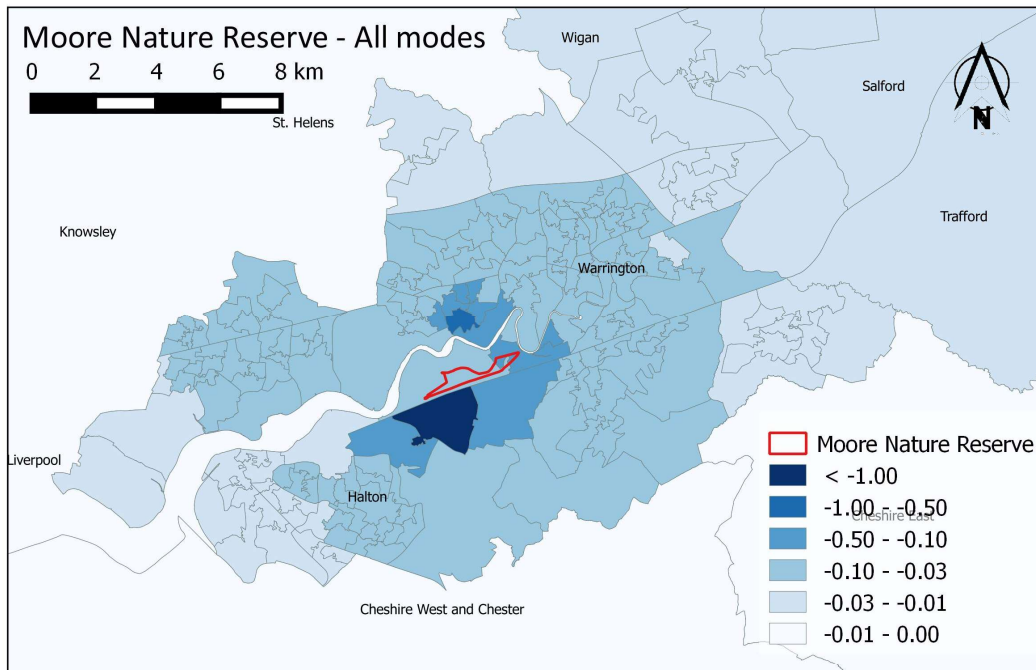 Moore Nature Reserve - All modes
0 2 4 6 8 km
Wigan
Salford
N
St. Helens
Trafford
Knowsley
Warrington
Liverpool
Halton
Cheshire West and Chester
Moore Nature Reserve
< -1.00
-1.00 - -0.50
Cheshire East
-0.50 - -0.10
-0.10 - -0.03
-0.03 - -0.01
-0.01 - 0.00